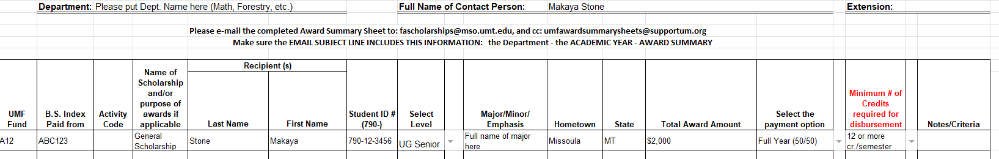 Department: Please put Dept. Name here (Math, Forestry, etc.) Full Name of Contact Person: Makaya Stone Extension:
Please e-mail the completed Award Summary Sheet to: fascholarships@mso.umt.edu, and cc: umfawardsummarysheets@supportum.org
Make sure the EMAIL SUBJECT LINE INCLUDES THIS INFORMATION: the Department - the ACADEMIC YEAR - AWARD SUMMARY
Recipient (s)
UMF
Fund
B.S. Index
Paid from
Activity
Code
Name of
Scholarship
and/or
purpose of
awards if
applicable
Last Name
First Name
Student ID #
(790-)
Select
Level
Major/Minor/
Emphasis
Hometown
State
Total Award Amount
Select the
payment option
Minimum # of
Credits
required for
disbursement
Notes/Criteria
A12
ABC123
General
Scholarship
Stone
Makaya
790-12-3456
UG Senior
Full name of major
here
Missoula
MT
$2,000
Full Year (50/50)
12 or more
cr./semester